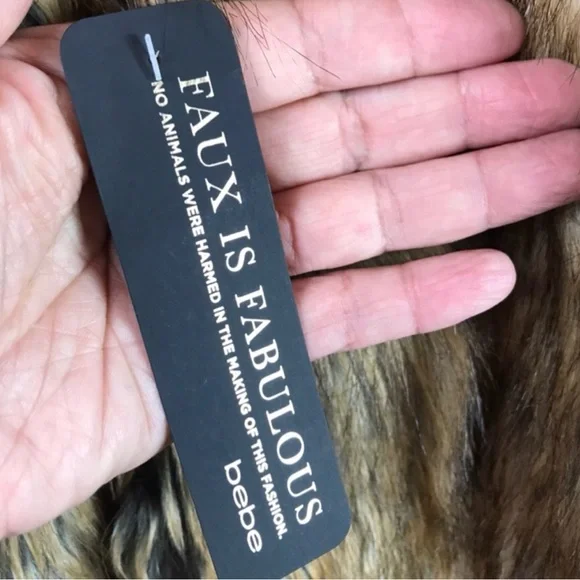 FAUX IS FABULOUS
NO ANIMALS WERE HARMED IN THE MAKING OF THIS FASHION.
bebe